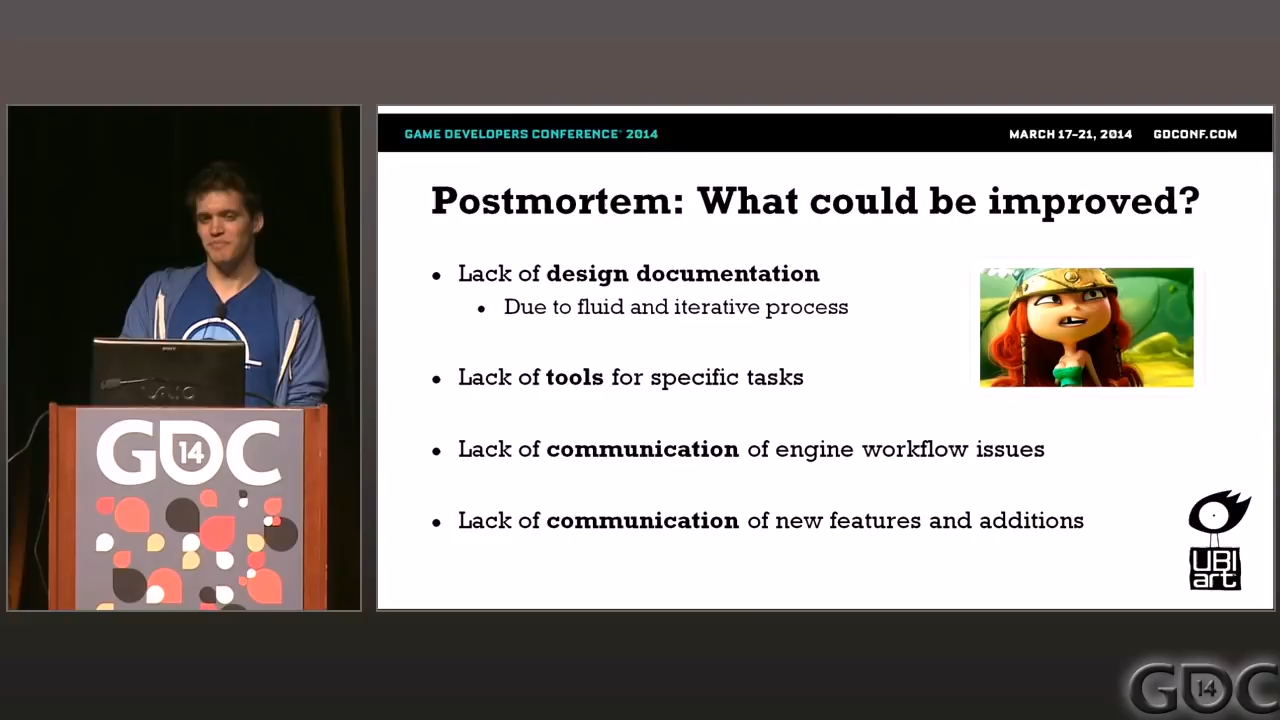 GAME DEVELOPERS CONFERENCE® 2014
MARCH 17–21, 2014 GDCONF.COM
Postmortem: What could be improved?
• Lack of design documentation
• Due to fluid and iterative process
• Lack of tools for specific tasks
• Lack of communication of engine workflow issues
• Lack of communication of new features and additions
UBI
art
SONY
VAIO
GDC
14
GDC
14